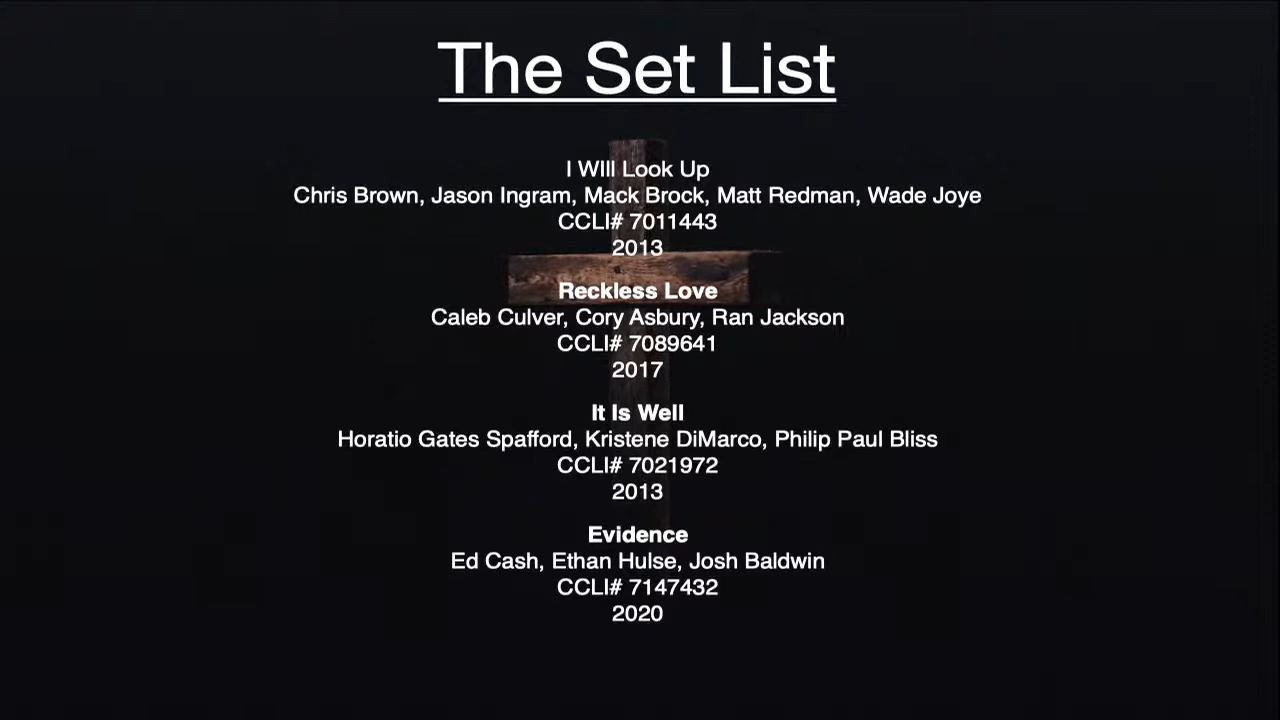 The Set List
I WIll Look Up
Chris Brown, Jason Ingram, Mack Brock, Matt Redman, Wade Joye
CCLI# 7011443
2013
Reckless Love
Caleb Culver, Cory Asbury, Ran Jackson
CCLI# 7089641
2017
It Is Well
Horatio Gates Spafford, Kristene DiMarco, Philip Paul Bliss
CCLI# 7021972
2013
Evidence
Ed Cash, Ethan Hulse, Josh Baldwin
CCLI# 7147432
2020